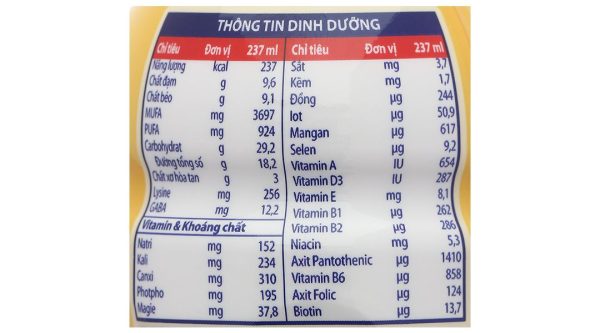 THÔNG TIN DINH DƯỠNG
Chỉ tiêu Đơn vị 237 ml
Năng lượng kcal 237
Chất đạm g 9,6
Chất béo g 9,1
MUFA mg 3697
PUFA mg 924
Carbohydrat g 29,2
Đường tổng số g 18,2
Chất xơ hòa tan g 3
Lysine mg 256
GABA mg 12,2
Vitamin & Khoáng chất
Natri mg 152
Kali mg 234
Canxi mg 310
Photpho mg 195
Magie mg 37,8
Chỉ tiêu Đơn vị 237 ml
Sắt mg 3,7
Kẽm mg 1,7
Đồng µg 244
Iot µg 50,9
Mangan µg 617
Selen µg 9,2
Vitamin A IU 654
Vitamin D3 IU 287
Vitamin E mg 8,1
Vitamin B1 µg 262
Vitamin B2 µg 286
Niacin mg 5,3
Axit Pantothenic µg 1410
Vitamin B6 µg 858
Axit Folic µg 124
Biotin µg 13,7